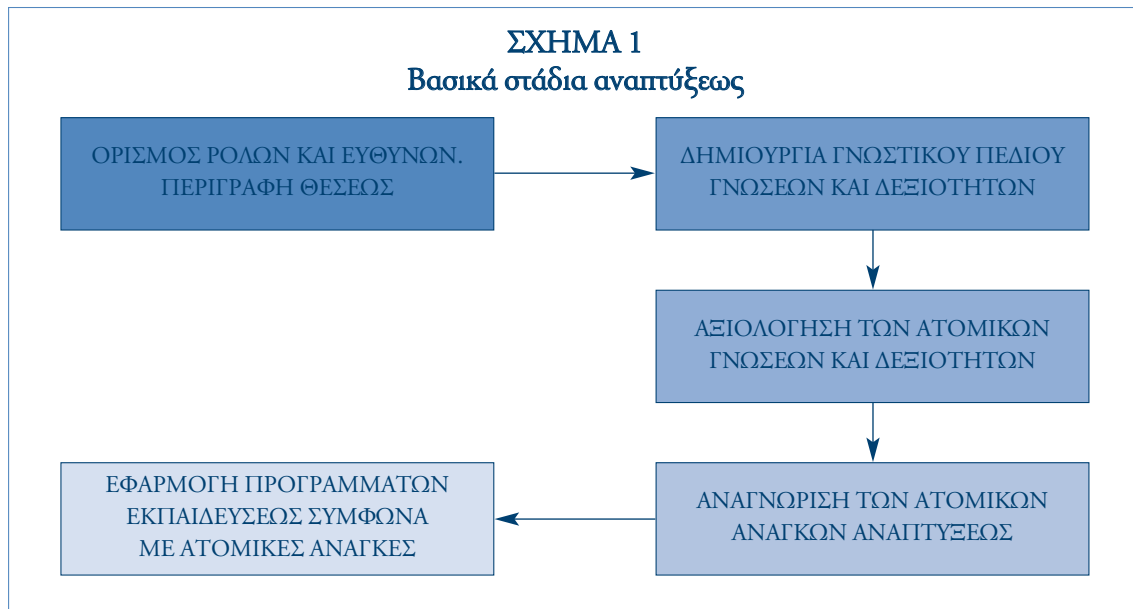 ΣΧΗΜΑ 1
Βασικά στάδια αναπτύξεως
ΟΡΙΣΜΟΣ ΡΟΛΩΝ ΚΑΙ ΕΥΘΥΝΩΝ.
ΠΕΡΙΓΡΑΦΗ ΘΕΣΕΩΣ
ΔΗΜΙΟΥΡΓΙΑ ΓΝΩΣΤΙΚΟΥ ΠΕΔΙΟΥ
ΓΝΩΣΕΩΝ ΚΑΙ ΔΕΞΙΟΤΗΤΩΝ
ΑΞΙΟΛΟΓΗΣΗ ΤΩΝ ΑΤΟΜΙΚΩΝ
ΓΝΩΣΕΩΝ ΚΑΙ ΔΕΞΙΟΤΗΤΩΝ
ΑΝΑΓΝΩΡΙΣΗ ΤΩΝ ΑΤΟΜΙΚΩΝ
ΑΝΑΓΚΩΝ ΑΝΑΠΤΥΞΕΩΣ
ΕΦΑΡΜΟΓΗ ΠΡΟΓΡΑΜΜΑΤΩΝ
ΕΚΠΑΙΔΕΥΣΕΩΣ ΣΥΜΦΩΝΑ
ΜΕ ΑΤΟΜΙΚΕΣ ΑΝΑΓΚΕΣ